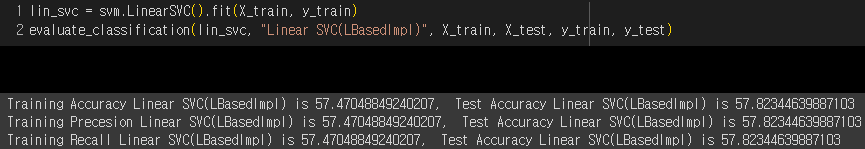 1 lin_svc = svm.LinearSVC().fit(X_train, y_train)
2 evaluate_classification(lin_svc, "Linear SVC(LBasedImpl)", X_train, X_test, y_train, y_test)
Training Accuracy Linear SVC(LBasedImpl) is 57.47048849240207, Test Accuracy Linear SVC(LBasedImpl) is 57.82344639887103
Training Precesion Linear SVC(LBasedImpl) is 57.47048849240207, Test Accuracy Linear SVC(LBasedImpl) is 57.82344639887103
Training Recall Linear SVC(LBasedImpl) is 57.47048849240207, Test Accuracy Linear SVC(LBasedImpl) is 57.82344639887103